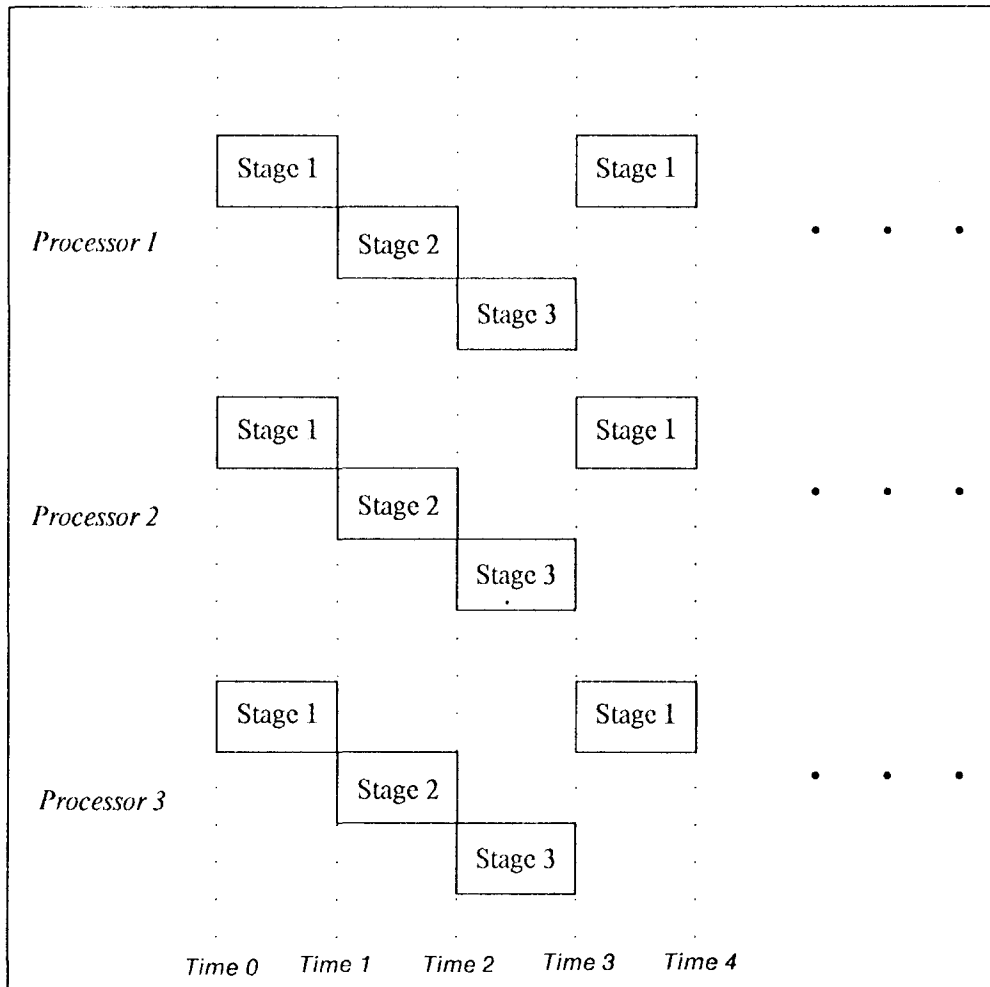 Stage 1 Stage 1
Processor 1 Stage 2
Stage 3
Stage 1 Stage 1
Stage 2
Processor 2
Stage 3
Stage 1 Stage 1
Stage 2
Processor 3
Stage 3
Time 0 Time 1 Time 2 Time 3 Time 4